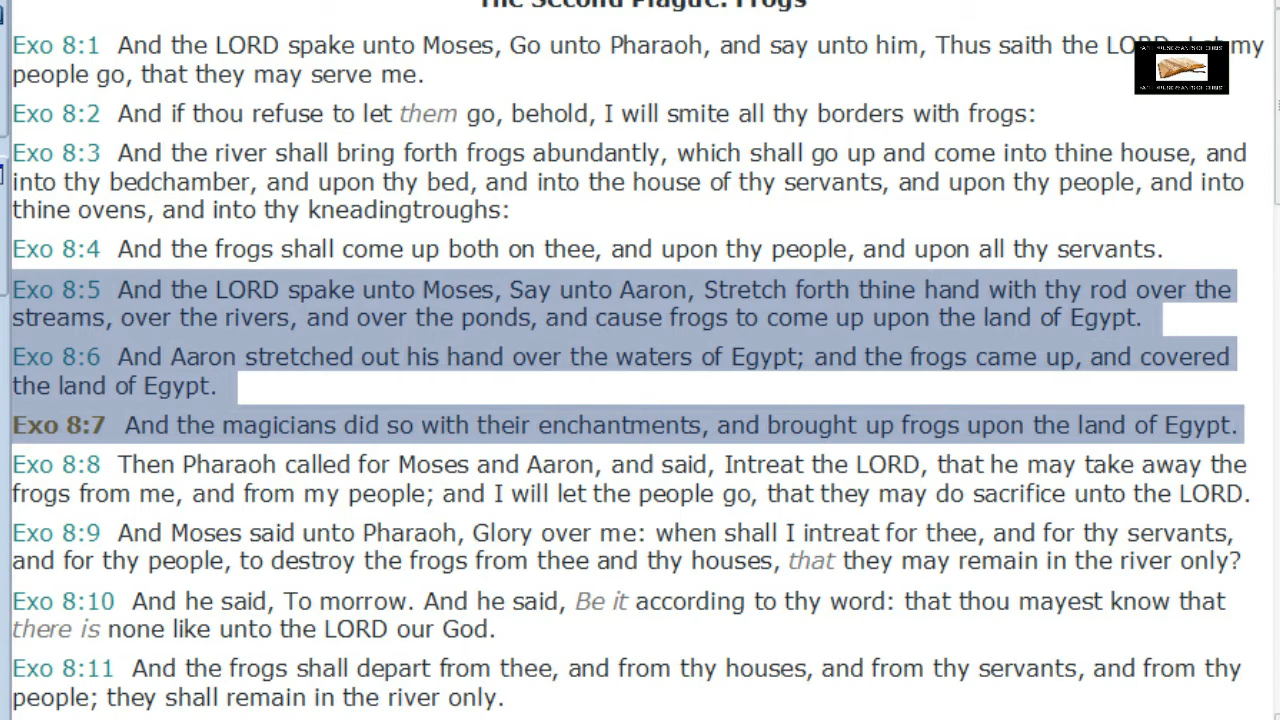 The Second Plague: Frogs
Exo 8:1 And the LORD spake unto Moses, Go unto Pharaoh, and say unto him, Thus saith the LORD, Let my
people go, that they may serve me.
Exo 8:2 And if thou refuse to let them go, behold, I will smite all thy borders with frogs:
Exo 8:3 And the river shall bring forth frogs abundantly, which shall go up and come into thine house, and
into thy bedchamber, and upon thy bed, and into the house of thy servants, and upon thy people, and into
thine ovens, and into thy kneadingtroughs:
Exo 8:4 And the frogs shall come up both on thee, and upon thy people, and upon all thy servants.
Exo 8:5 And the LORD spake unto Moses, Say unto Aaron, Stretch forth thine hand with thy rod over the
streams, over the rivers, and over the ponds, and cause frogs to come up upon the land of Egypt.
Exo 8:6 And Aaron stretched out his hand over the waters of Egypt; and the frogs came up, and covered
the land of Egypt.
Exo 8:7 And the magicians did so with their enchantments, and brought up frogs upon the land of Egypt.
Exo 8:8 Then Pharaoh called for Moses and Aaron, and said, Intreat the LORD, that he may take away the
frogs from me, and from my people; and I will let the people go, that they may do sacrifice unto the LORD.
Exo 8:9 And Moses said unto Pharaoh, Glory over me: when shall I intreat for thee, and for thy servants,
and for thy people, to destroy the frogs from thee and thy houses, that they may remain in the river only?
Exo 8:10 And he said, To morrow. And he said, Be it according to thy word: that thou mayest know that
there is none like unto the LORD our God.
Exo 8:11 And the frogs shall depart from thee, and from thy houses, and from thy servants, and from thy
people; they shall remain in the river only.